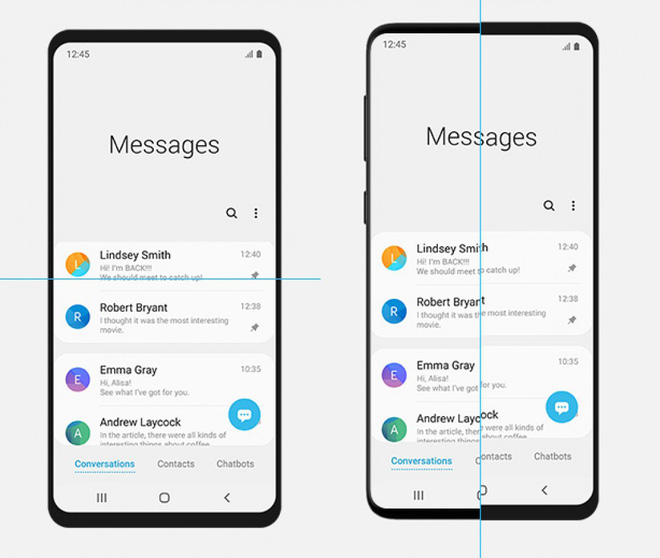 12:45
Messages
Lindsey Smith 12:40
Hi! I'm BACK!!!
We should meet to catch up!
R Robert Bryant 12:38
I thought it was the most interesting
movie.
E Emma Gray 10:35
Hi, Alisa!
See what I've got for you.
A Andrew Laycock
In the article, there were all kinds of
interesting things about coffee
Conversations Contacts Chatbots
12:45
Messages
L Lindsey Smith 12:40
Hi! I'm BACK!!!
We should meet to catch up!
R Robert Bryant 12:38
I thought it was the most interesting
movie.
E Emma Gray 10:35
Hi, Alisa!
See what I've got for you.
A Andrew Laycock
In the article, there were all kinds of
interesting things about coffee
Conversations Contacts Chatbots